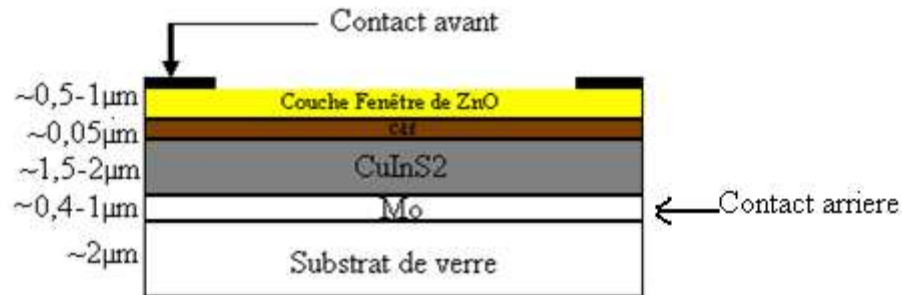 Contact avant
~0,5-1µm
Couche Fenêtre de ZnO
~0,05µm
~1,5-2µm
CuInS2
~0,4-1µm
Mo
Contact arriere
~2µm
Substrat de verre